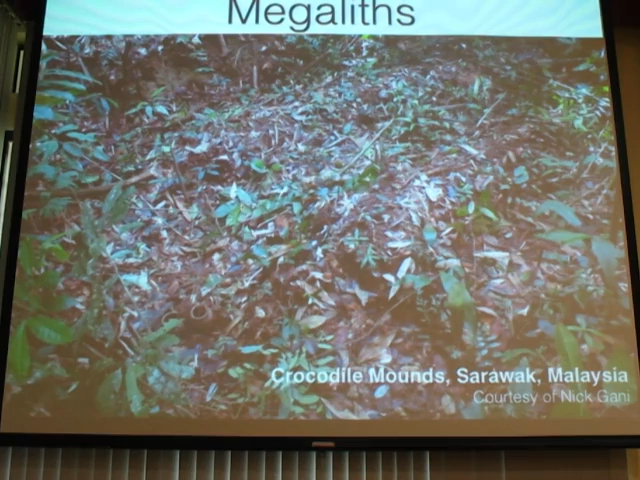 Megaliths
Crocodile Mounds, Sarawak, Malaysia
Courtesy of Nick Gani